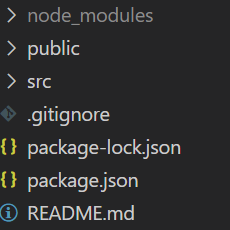 node_modules
public
src
.gitignore
package-lock.json
package.json
README.md